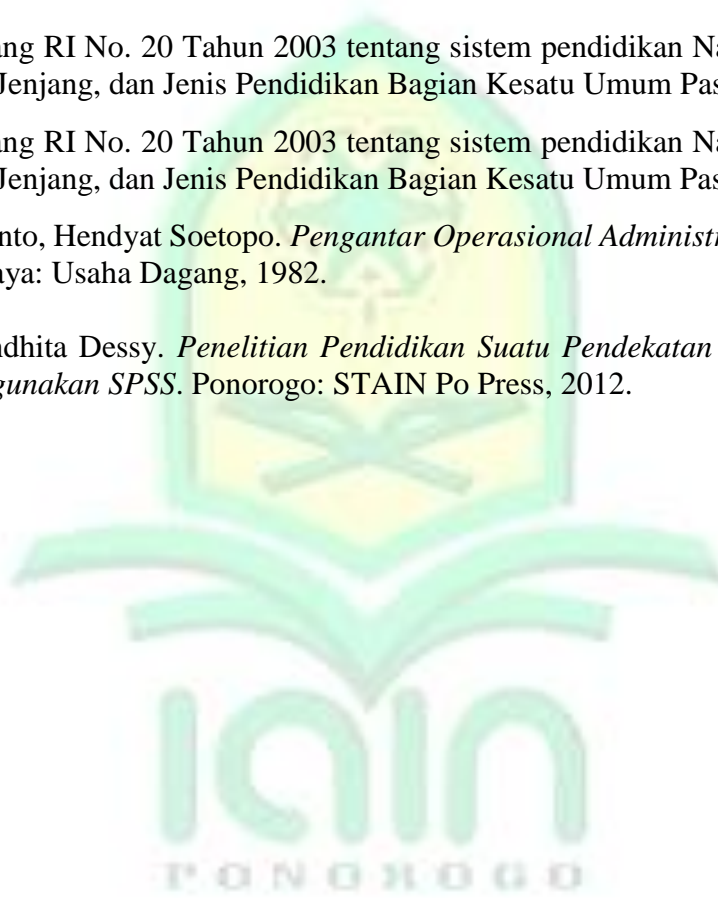 ang RI No. 20 Tahun 2003 tentang sistem pendidikan Na
Jenjang, dan Jenis Pendidikan Bagian Kesatu Umum Pas
ang RI No. 20 Tahun 2003 tentang sistem pendidikan Na
Jenjang, dan Jenis Pendidikan Bagian Kesatu Umum Pas
nto, Hendyat Soetopo. Pengantar Operasional Administr
aya: Usaha Dagang, 1982.
ndhita Dessy. Penelitian Pendidikan Suatu Pendekatan
gunakan SPSS. Ponorogo: STAIN Po Press, 2012.
iain
PONOROGO